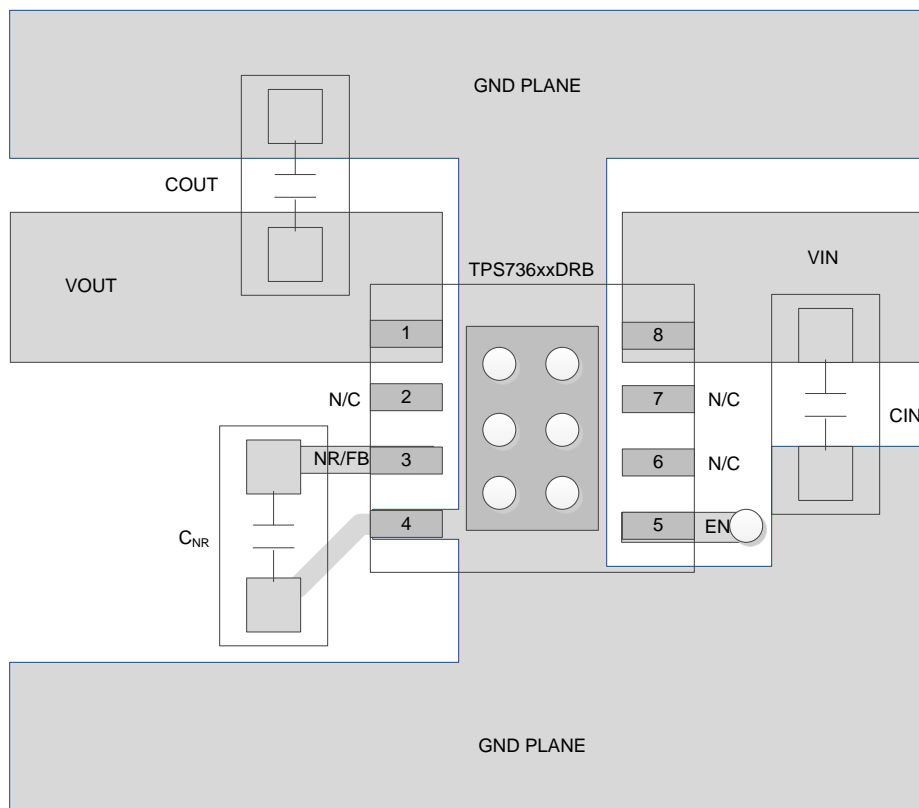 GND PLANE
COUT
TPS736xxDRB
VIN
VOUT
1
8
N/C
2
7
N/C
CIN
NR/FB
3
6
N/C
4
5
EN
CNR
GND PLANE